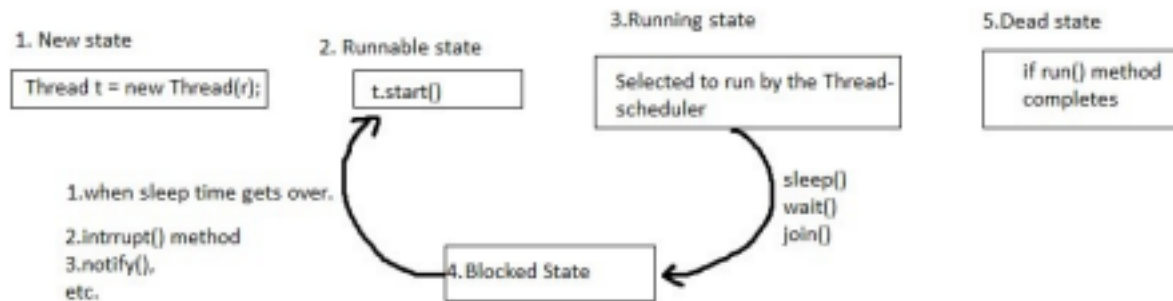 1. New state
Thread t = new Thread(r);
2. Runnable state
t.start()
3.Running state
Selected to run by the Thread-
scheduler
5.Dead state
if run() method
completes
1.when sleep time gets over.
2.intrrupt() method
3.notify(),
etc.
4.Blocked State
sleep()
wait()
join()